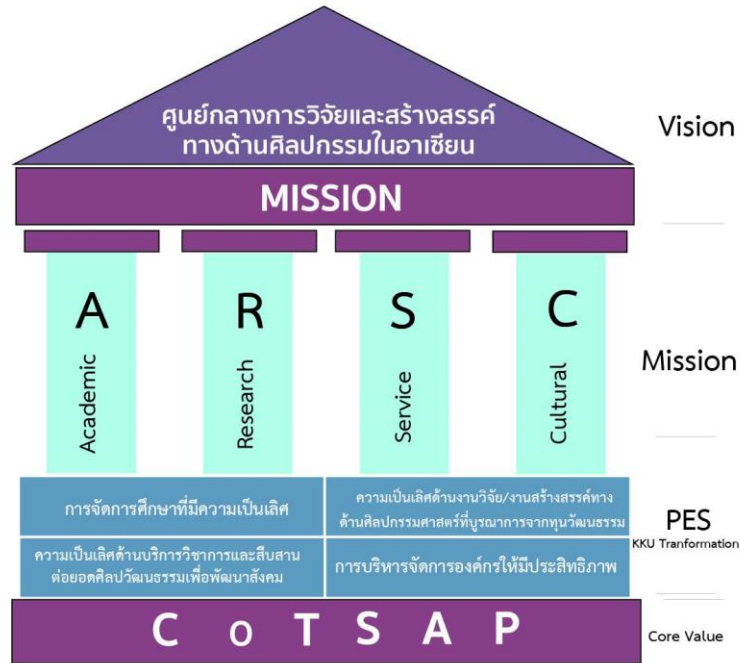 ศูนย์กลางการวิจัยและสร้างสรรค์
ทางด้านศิลปกรรมในอาเซียน
Vision
MISSION
A
R
S
C
Academic
Research
Service
Cultural
Mission
การจัดการศึกษาที่มีความเป็นเลิศ
ความเป็นเลิศด้านงานวิจัย/งานสร้างสรรค์ทาง
ด้านศิลปกรรมศาสตร์ที่บูรณาการจากทุนวัฒนธรรม
ความเป็นเลิศด้านบริการวิชาการและสืบสาน
ต่อยอดศิลปวัฒนธรรมเพื่อพัฒนาสังคม
การบริหารจัดการองค์กรให้มีประสิทธิภาพ
PES
KKU Tranformation
C o T S A P
Core Value